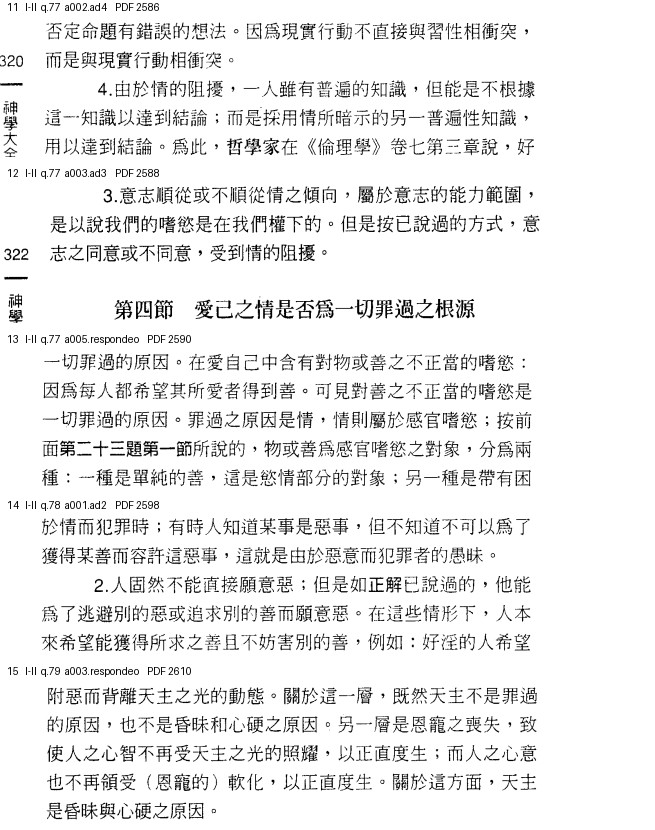 11 I-II q.77 a002.ad4 PDF 2586
否定命題有錯誤的想法。因為現實行動不直接與習性相衝突，
320
而是與現實行動相衝突。
4.由於情的阻擾，一人雖有普遍的知識，但能是不根據
這一知識以達到結論；而是採用情所暗示的另一普遍性知識，
用以達到結論。為此，哲學家在《倫理學》卷七第三章說，好
神學大全
12 I-II q.77 a003.ad3 PDF 2588
3.意志順從或不順從情之傾向，屬於意志的能力範圍，
是以說我們的嗜慾是在我們權下的。但是按已說過的方式，意
322
志之同意或不同意，受到情的阻擾。
神學
第四節 愛己之情是否為一切罪過之根源
13 I-II q.77 a005.respondeo PDF 2590
一切罪過的原因。在愛自己中含有對物或善之不正當的嗜慾：
因為每人都希望其所愛者得到善。可見對善之不正當的嗜慾是
一切罪過的原因。罪過之原因是情，情則屬於感官嗜慾；按前
面第二十三題第一節所說的，物或善為感官嗜慾之對象，分為兩
種：一種是單純的善，這是慾情部分的對象；另一種是帶有困
14 I-II q.78 a001.ad2 PDF 2598
於情而犯罪時；有時人知道某事是惡事，但不知道不可以為了
獲得某善而容許這惡事，這就是由於惡意而犯罪者的愚昧。
2.人固然不能直接願意惡；但是如正解已說過的，他能
為了逃避別的惡或追求別的善而願意惡。在這些情形下，人本
來希望能獲得所求之善且不妨害別的善，例如：好淫的人希望
15 I-II q.79 a003.respondeo PDF 2610
附惡而背離天主之光的動態。關於這一層，既然天主不是罪過
的原因，也不是昏昧和心硬之原因。另一層是恩寵之喪失，致
使人之心智不再受天主之光的照耀，以正直度生；而人之心意
也不再領受（恩寵的）軟化，以正直度生。關於這方面，天主
是昏昧與心硬之原因。